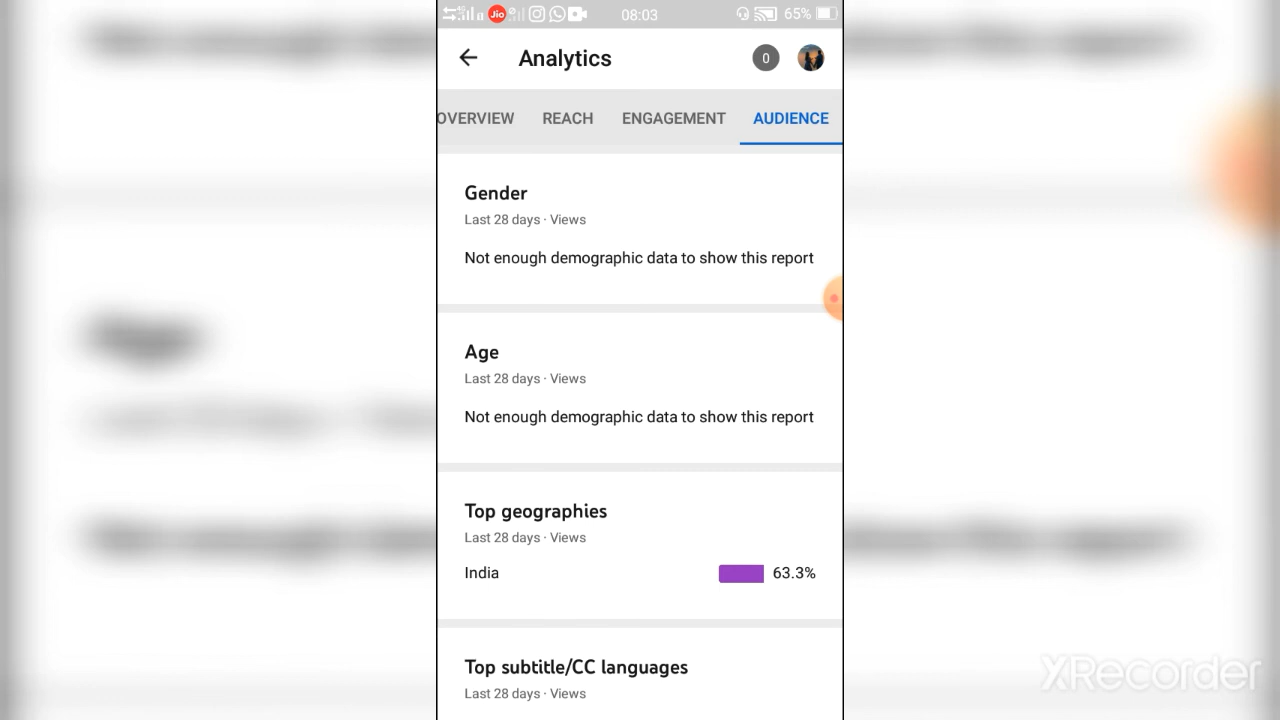 Jio 08:03 65%
Analytics 0
OVERVIEW REACH ENGAGEMENT AUDIENCE
Gender
Last 28 days · Views
Not enough demographic data to show this report
Age
Last 28 days · Views
Not enough demographic data to show this report
Top geographies
Last 28 days · Views
India 63.3%
Top subtitle/CC languages
Last 28 days · Views
XRecorder